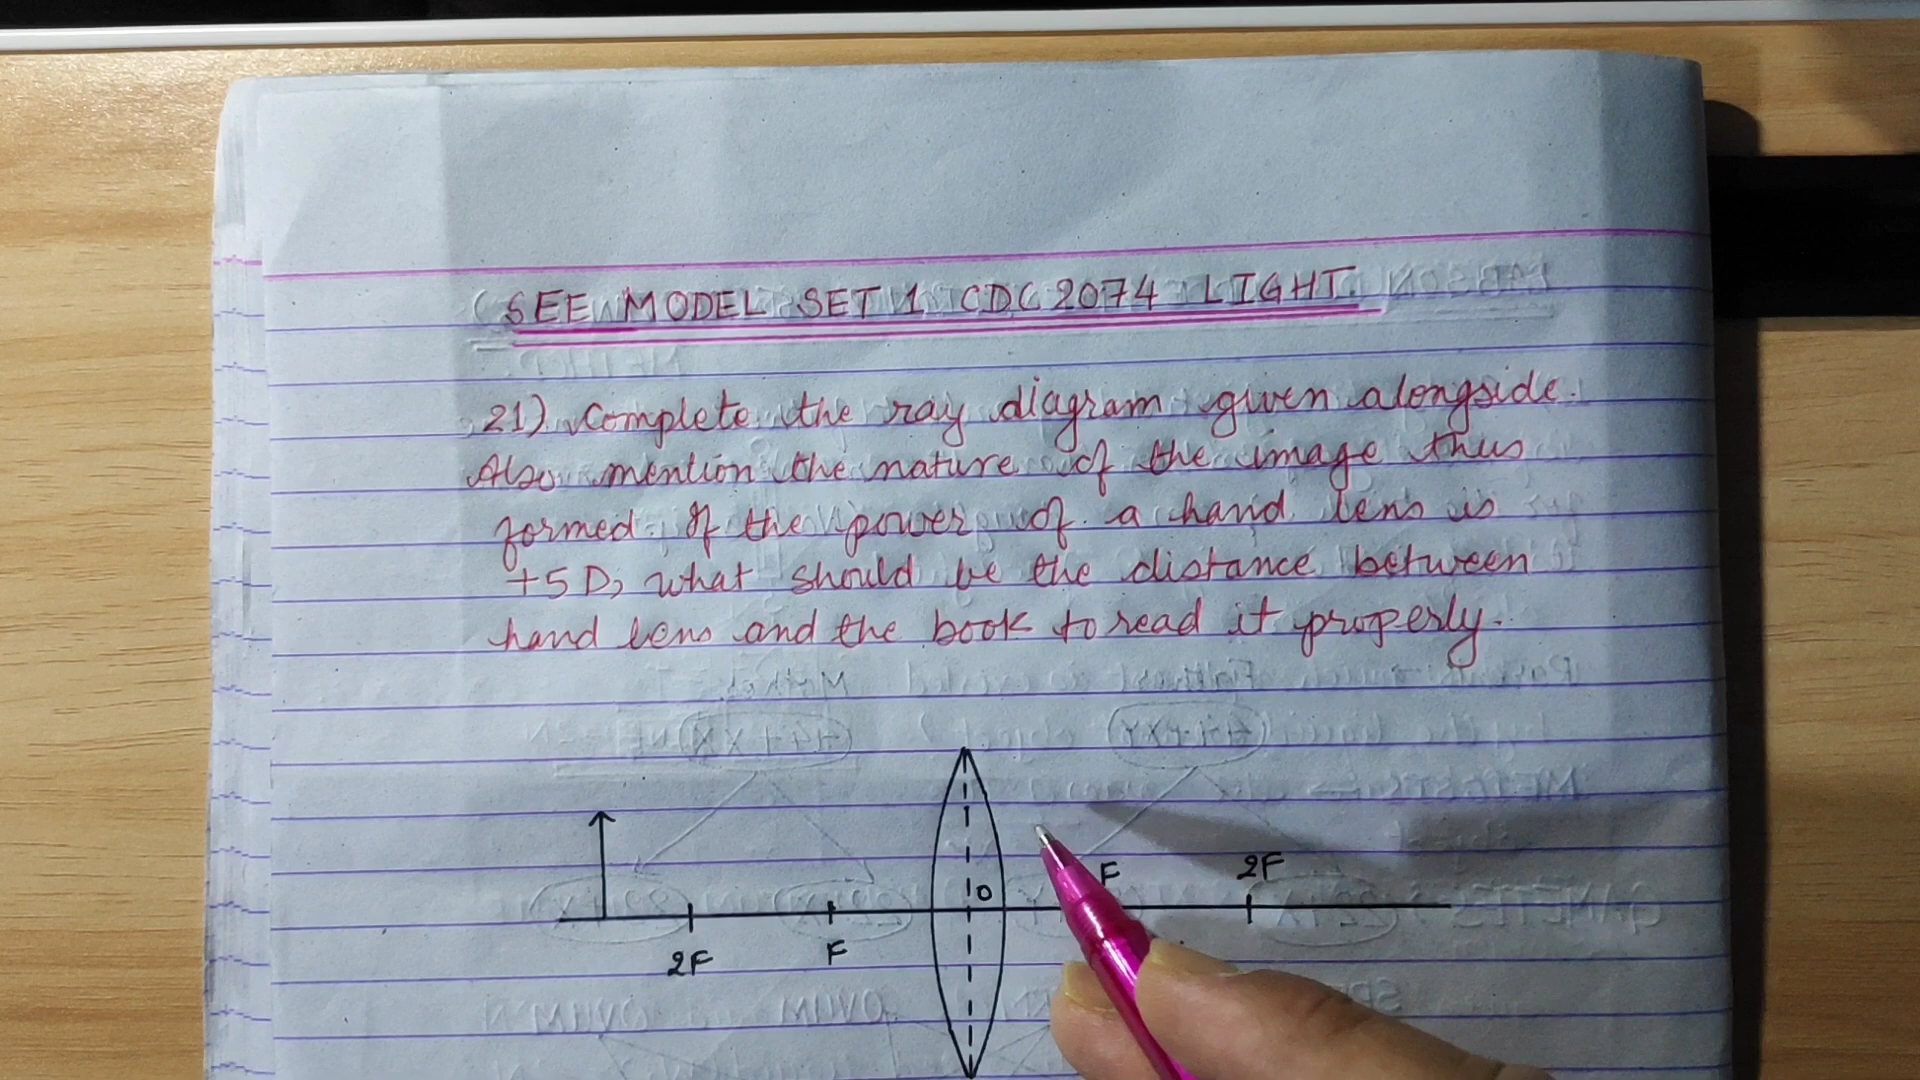 SEE MODEL SET 1 CDC 2074 LIGHT
21) Complete the ray diagram given alongside.
Also mention the nature of the image thus
formed. If the power of a hand lens is
+5 D, what should be the distance between
hand lens and the book to read it properly.
F 2F
O
2F F